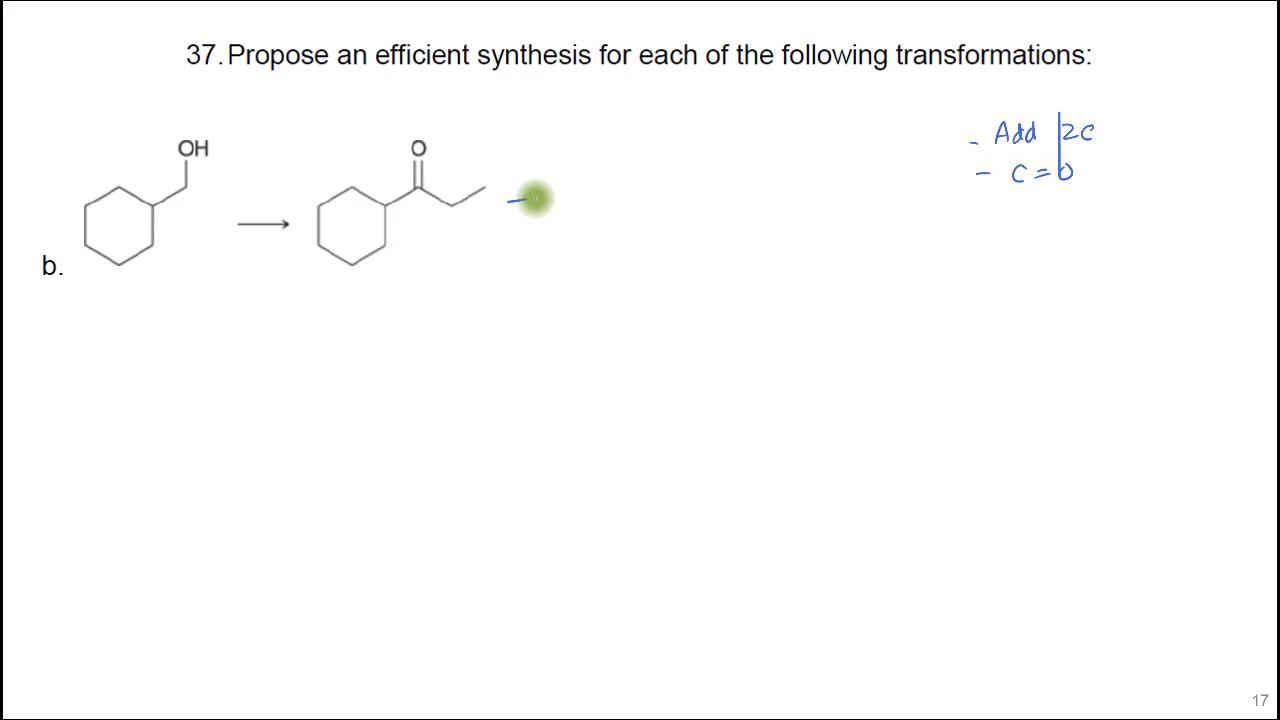 37. Propose an efficient synthesis for each of the following transformations:
- Add 2C
- C=O
OH
O
b.
17